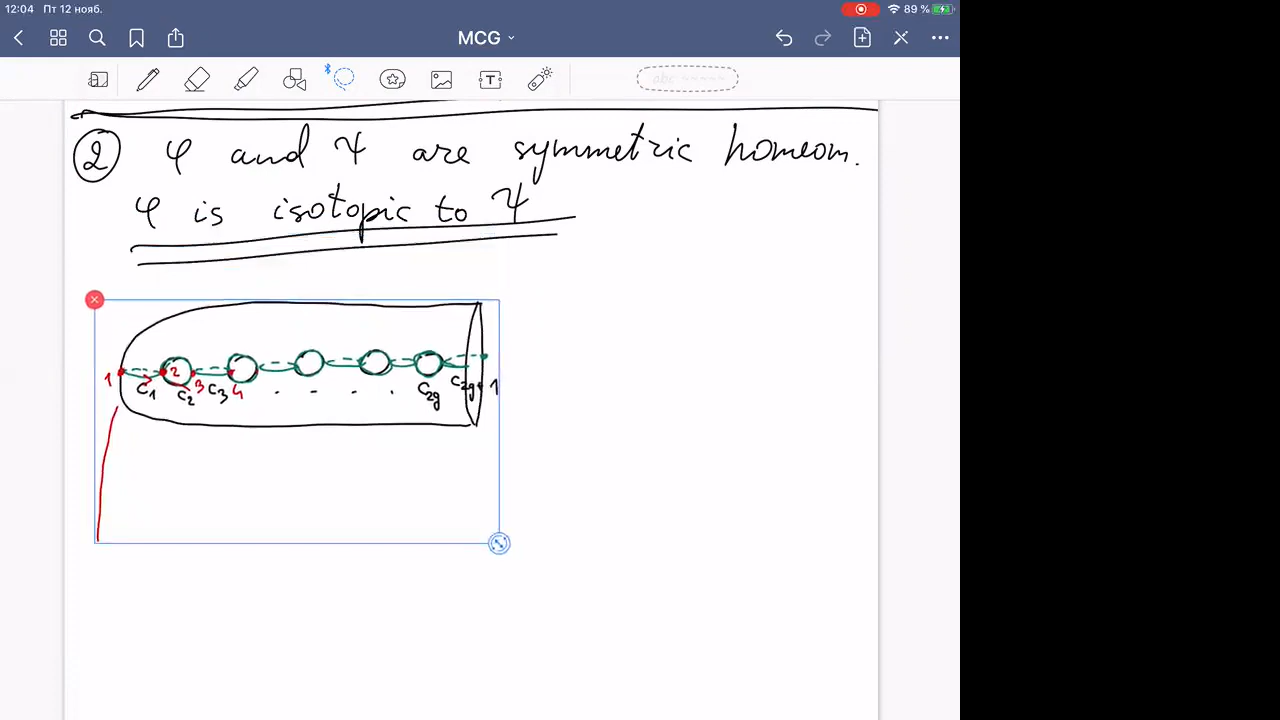 12:04 Пт 12 нояб.
89 %
MCG
T
abc
② φ and ψ are symmetric homeom.
φ is isotopic to ψ
1 2 3 4
C1 C2 C3 . - - . C2g C2g+1